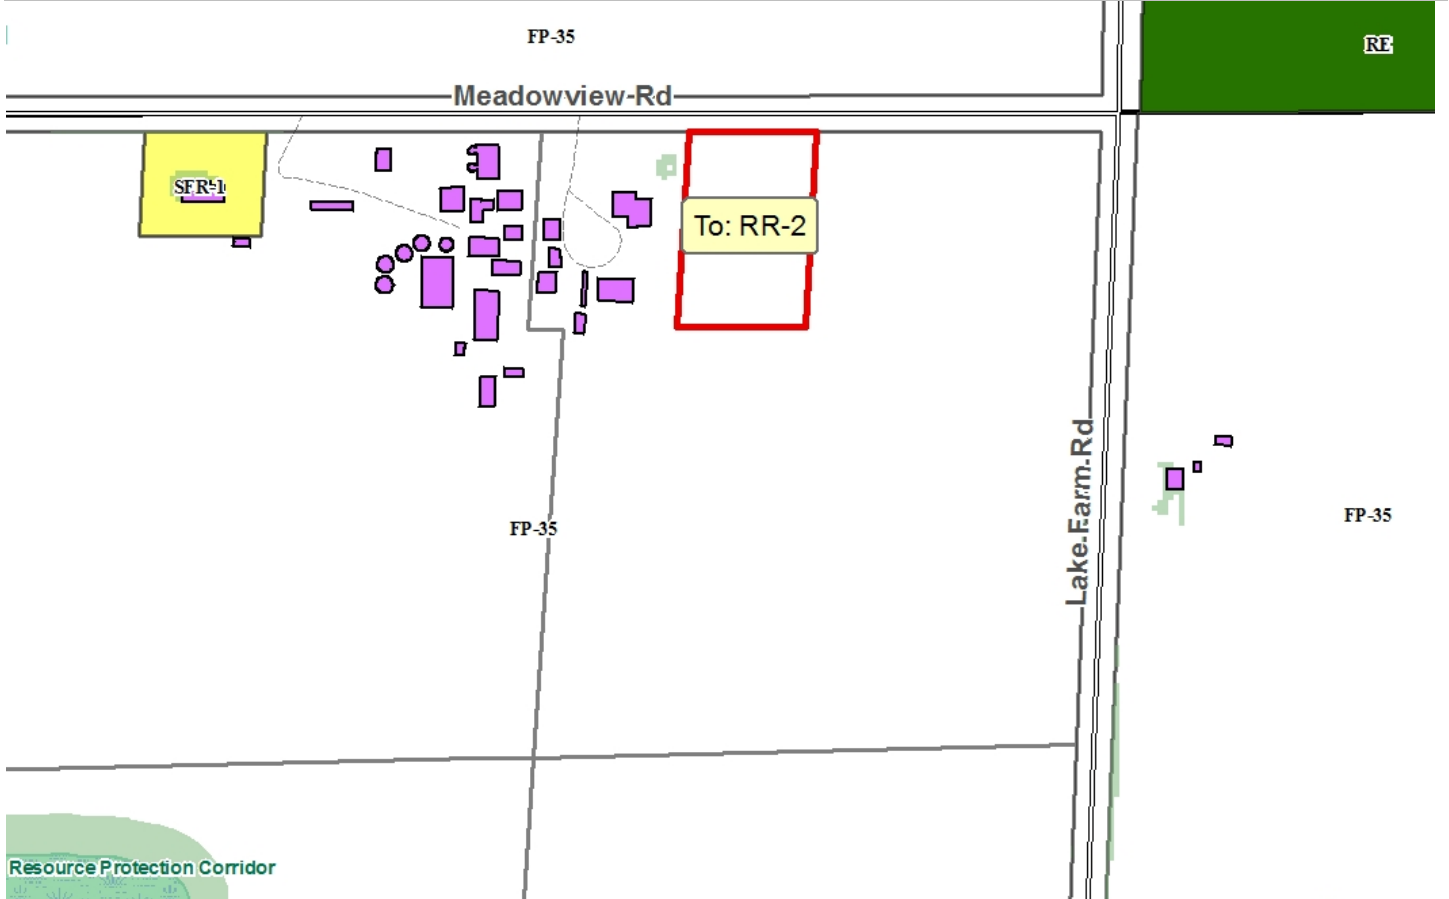 FP-35
RE
Meadowview Rd
SFR-1
To: RR-2
Lake Farm Rd
FP-35
FP-35
Resource Protection Corridor